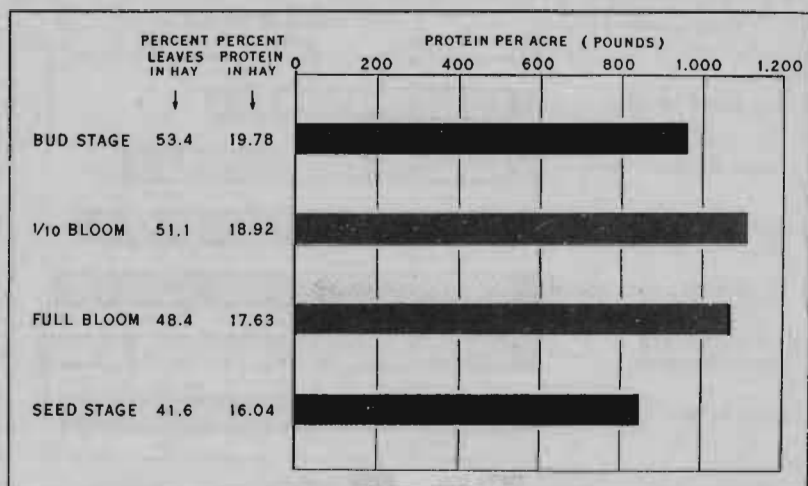 PERCENT LEAVES IN HAY
PERCENT PROTEIN IN HAY
PROTEIN PER ACRE (POUNDS)
0 200 400 600 800 1.000 1.200
BUD STAGE 53.4 19.78
1/10 BLOOM 51.1 18.92
FULL BLOOM 48.4 17.63
SEED STAGE 41.6 16.04